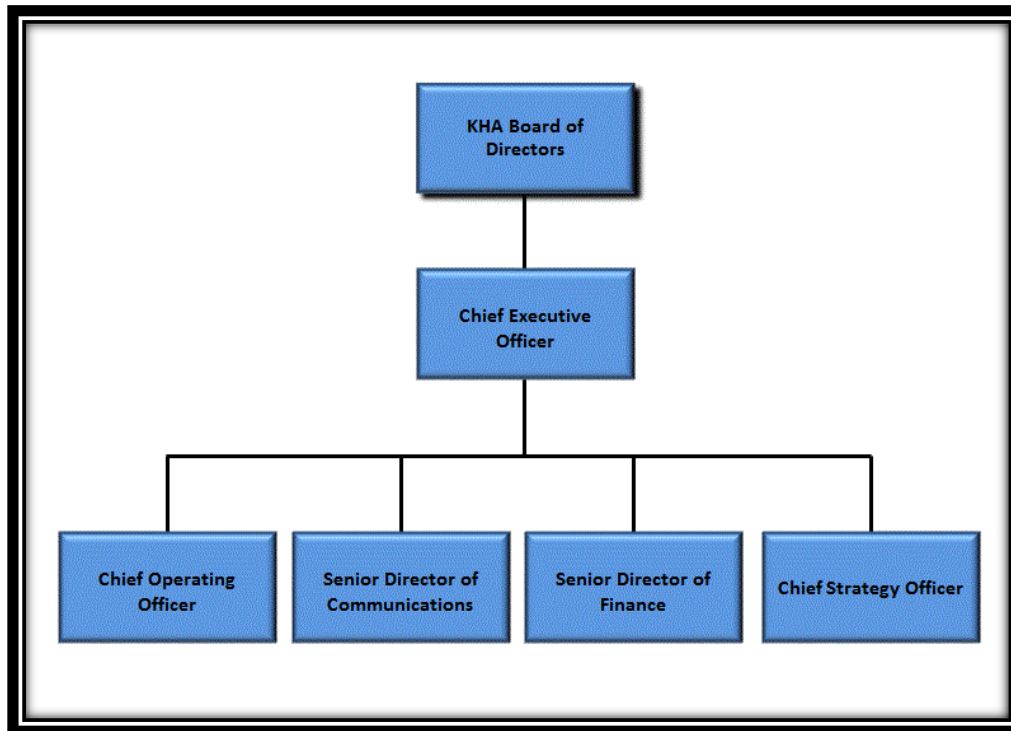 KHA Board of
Directors
Chief Executive
Officer
Chief Operating
Officer
Senior Director of
Communications
Senior Director of
Finance
Chief Strategy Officer